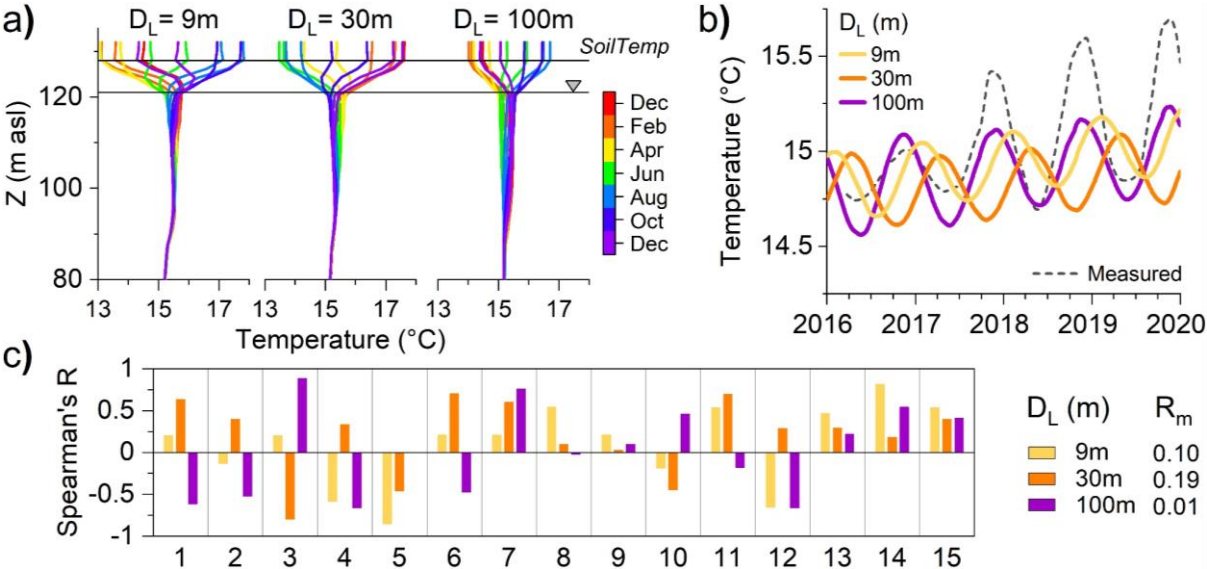 a)
D_L= 9m
D_L= 30m
D_L= 100m
SoilTemp
Z (m asl)
120
100
80
13 15 17
13 15 17
13 15 17
Temperature (°C)
Dec
Feb
Apr
Jun
Aug
Oct
Dec
b)
D_L (m)
9m
30m
100m
Temperature (°C)
15.5
15
14.5
Measured
2016 2017 2018 2019 2020
c)
Spearman's R
1
0.5
0
-0.5
-1
1 2 3 4 5 6 7 8 9 10 11 12 13 14 15
D_L (m) R_m
9m 0.10
30m 0.19
100m 0.01